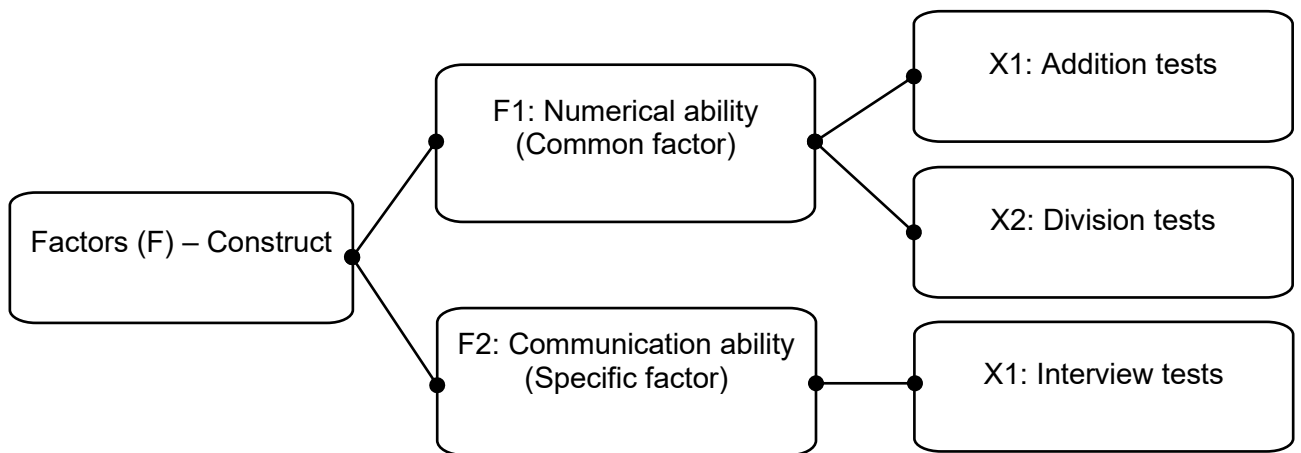 Factors (F) – Construct
F1: Numerical ability
(Common factor)
X1: Addition tests
X2: Division tests
F2: Communication ability
(Specific factor)
X1: Interview tests